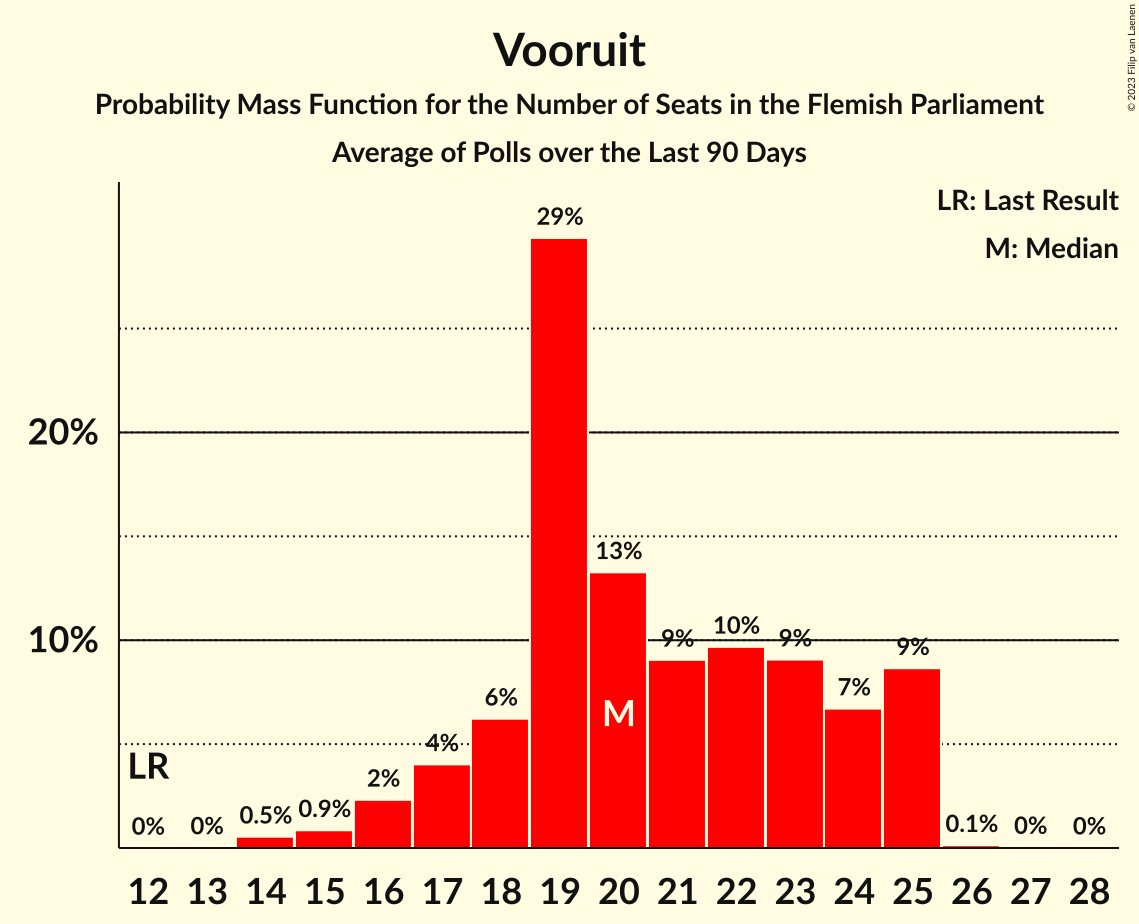 Vooruit
Probability Mass Function for the Number of Seats in the Flemish Parliament
Average of Polls over the Last 90 Days
© 2023 Filip van Laenen
LR: Last Result
M: Median
20%
10%
LR
0%
0%
0.5%
0.9%
2%
4%
6%
29%
13%
M
9%
10%
9%
7%
9%
0.1%
0%
0%
12 13 14 15 16 17 18 19 20 21 22 23 24 25 26 27 28